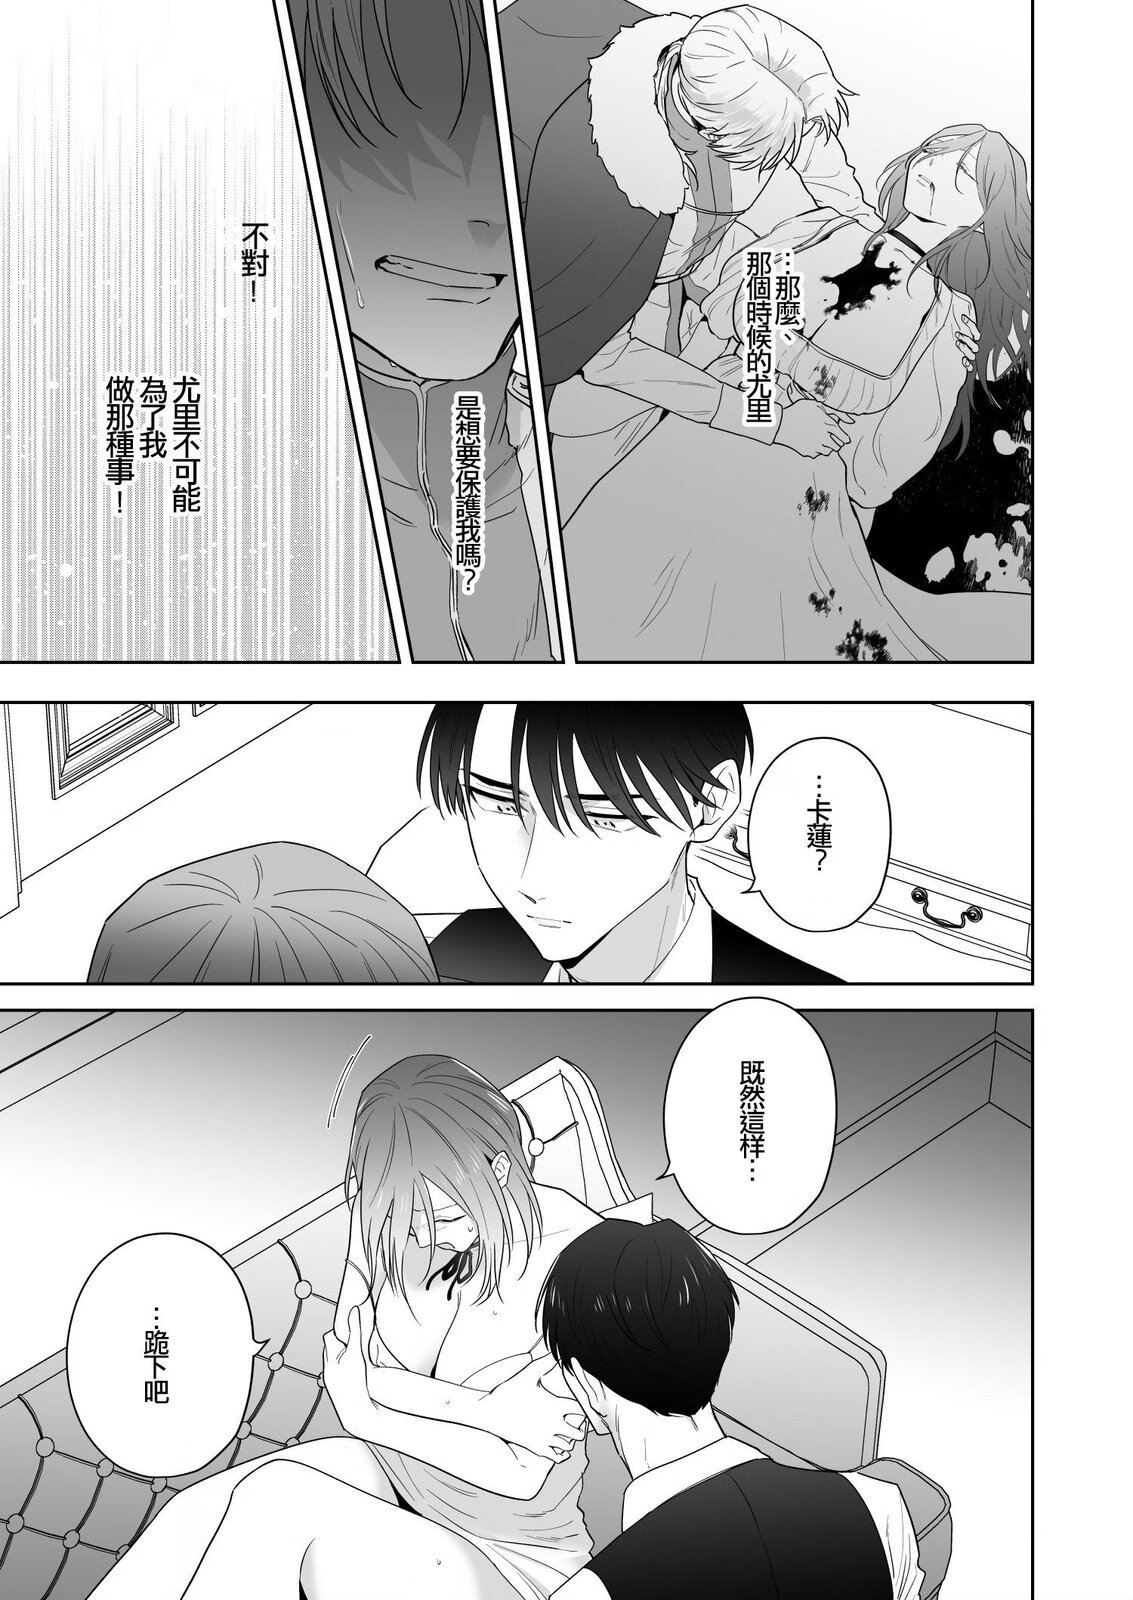 …那麼、
那個時候的尤里
是想要保護我嗎？
不對！
尤里不可能
為了我
做那種事！
…卡蓮？
既然這样…
…跪下吧